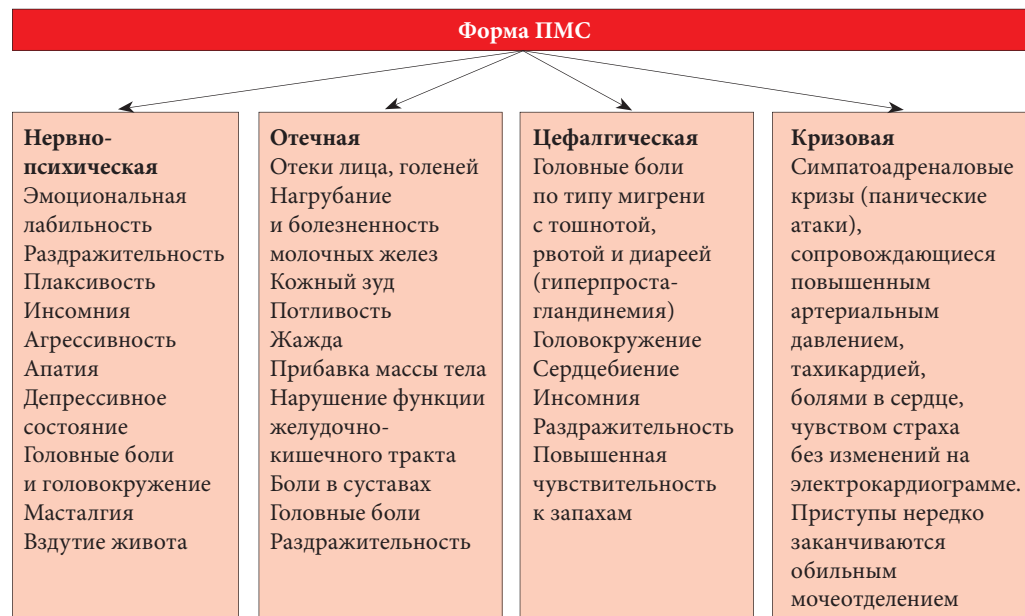 Форма ПМС
Нервно-
психическая
Эмоциональная
лабильность
Раздражительность
Плаксивость
Инсомния
Агрессивность
Апатия
Депрессивное
состояние
Головные боли
и головокружение
Масталгия
Вздутие живота
Отечная
Отеки лица, голеней
Нагрубание
и болезненность
молочных желез
Кожный зуд
Потливость
Жажда
Прибавка массы тела
Нарушение функции
желудочно-
кишечного тракта
Боли в суставах
Головные боли
Раздражительность
Цефалгическая
Головные боли
по типу мигрени
с тошнотой,
рвотой и диареей
(гиперпроста-
гландинемия)
Головокружение
Сердцебиение
Инсомния
Раздражительность
Повышенная
чувствительность
к запахам
Кризовая
Симпатоадреналовые
кризы (панические
атаки),
сопровождающиеся
повышенным
артериальным
давлением,
тахикардией,
болями в сердце,
чувством страха
без изменений на
электрокардиограмме.
Приступы нередко
заканчиваются
обильным
мочеотделением